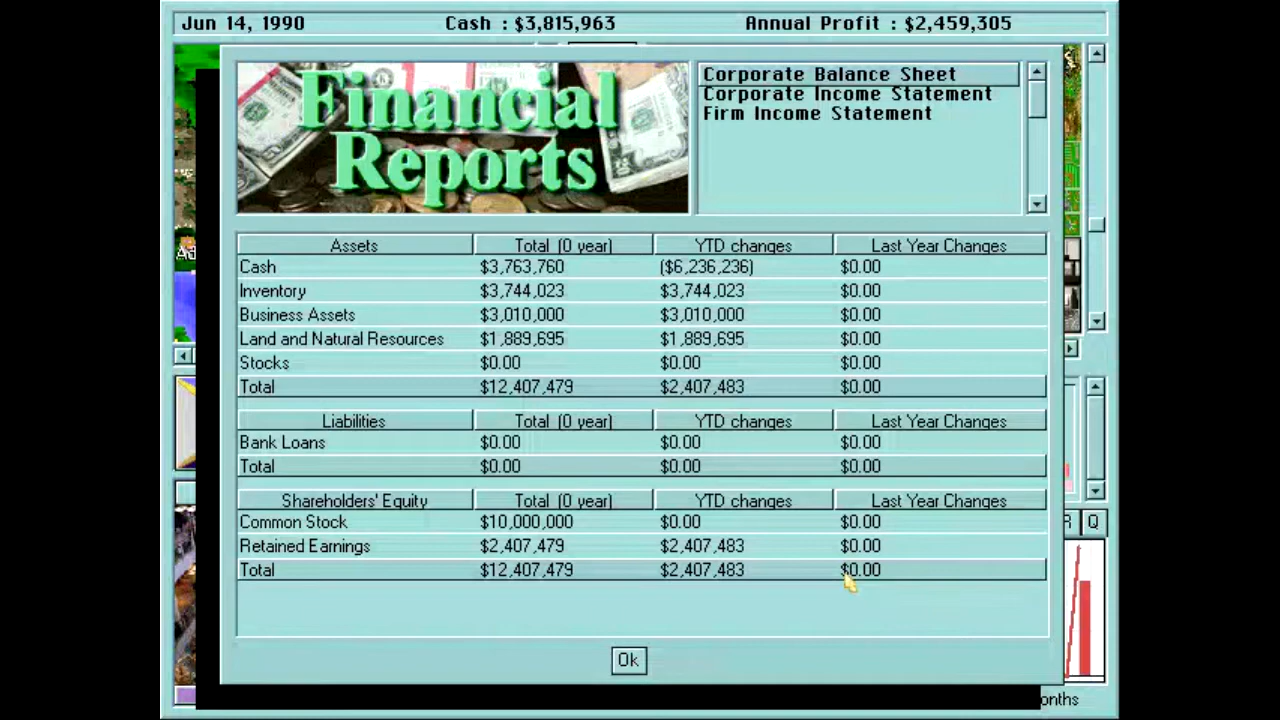 Jun 14, 1990 Cash : $3,815,963 Annual Profit : $2,459,305
Financial
Reports
Corporate Balance Sheet
Corporate Income Statement
Firm Income Statement
Assets Total (0 year) YTD changes Last Year Changes
Cash $3,763,760 ($6,236,236) $0.00
Inventory $3,744,023 $3,744,023 $0.00
Business Assets $3,010,000 $3,010,000 $0.00
Land and Natural Resources $1,889,695 $1,889,695 $0.00
Stocks $0.00 $0.00 $0.00
Total $12,407,479 $2,407,483 $0.00
Liabilities Total (0 year) YTD changes Last Year Changes
Bank Loans $0.00 $0.00 $0.00
Total $0.00 $0.00 $0.00
Shareholders' Equity Total (0 year) YTD changes Last Year Changes
Common Stock $10,000,000 $0.00 $0.00
Retained Earnings $2,407,479 $2,407,483 $0.00
Total $12,407,479 $2,407,483 $0.00
Ok
Ad
R Q
onths